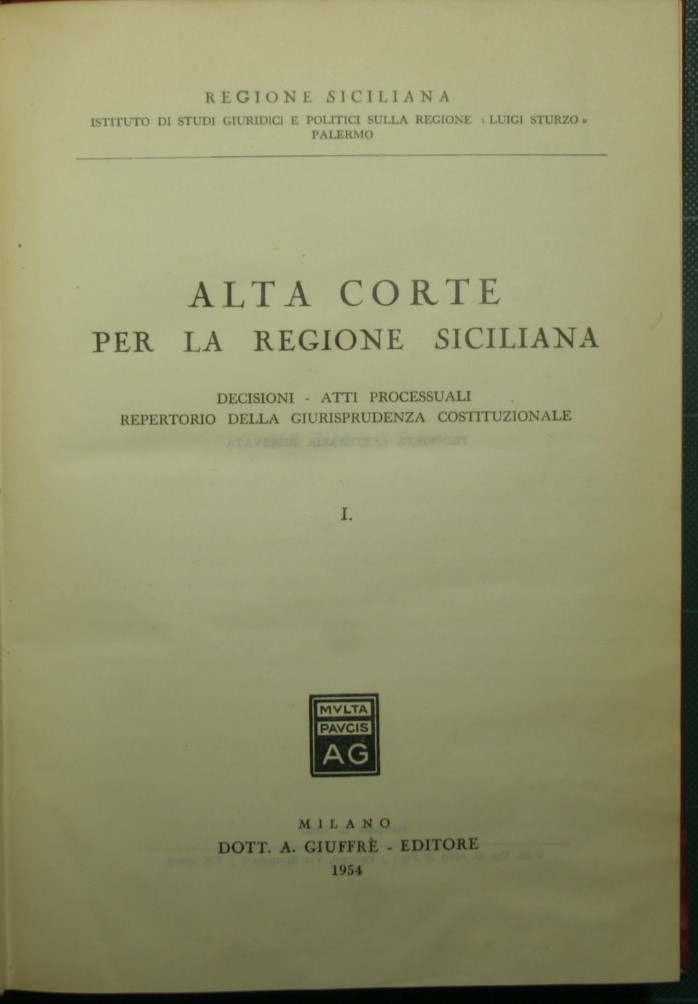 REGIONE SICILIANA
ISTITUTO DI STUDI GIURIDICI E POLITICI SULLA REGIONE « LUIGI STURZO »
PALERMO
ALTA CORTE
PER LA REGIONE SICILIANA
DECISIONI - ATTI PROCESSUALI
REPERTORIO DELLA GIURISPRUDENZA COSTITUZIONALE
I.
MVLTA
PAVCIS
AG
MILANO
DOTT. A. GIUFFRÈ - EDITORE
1954